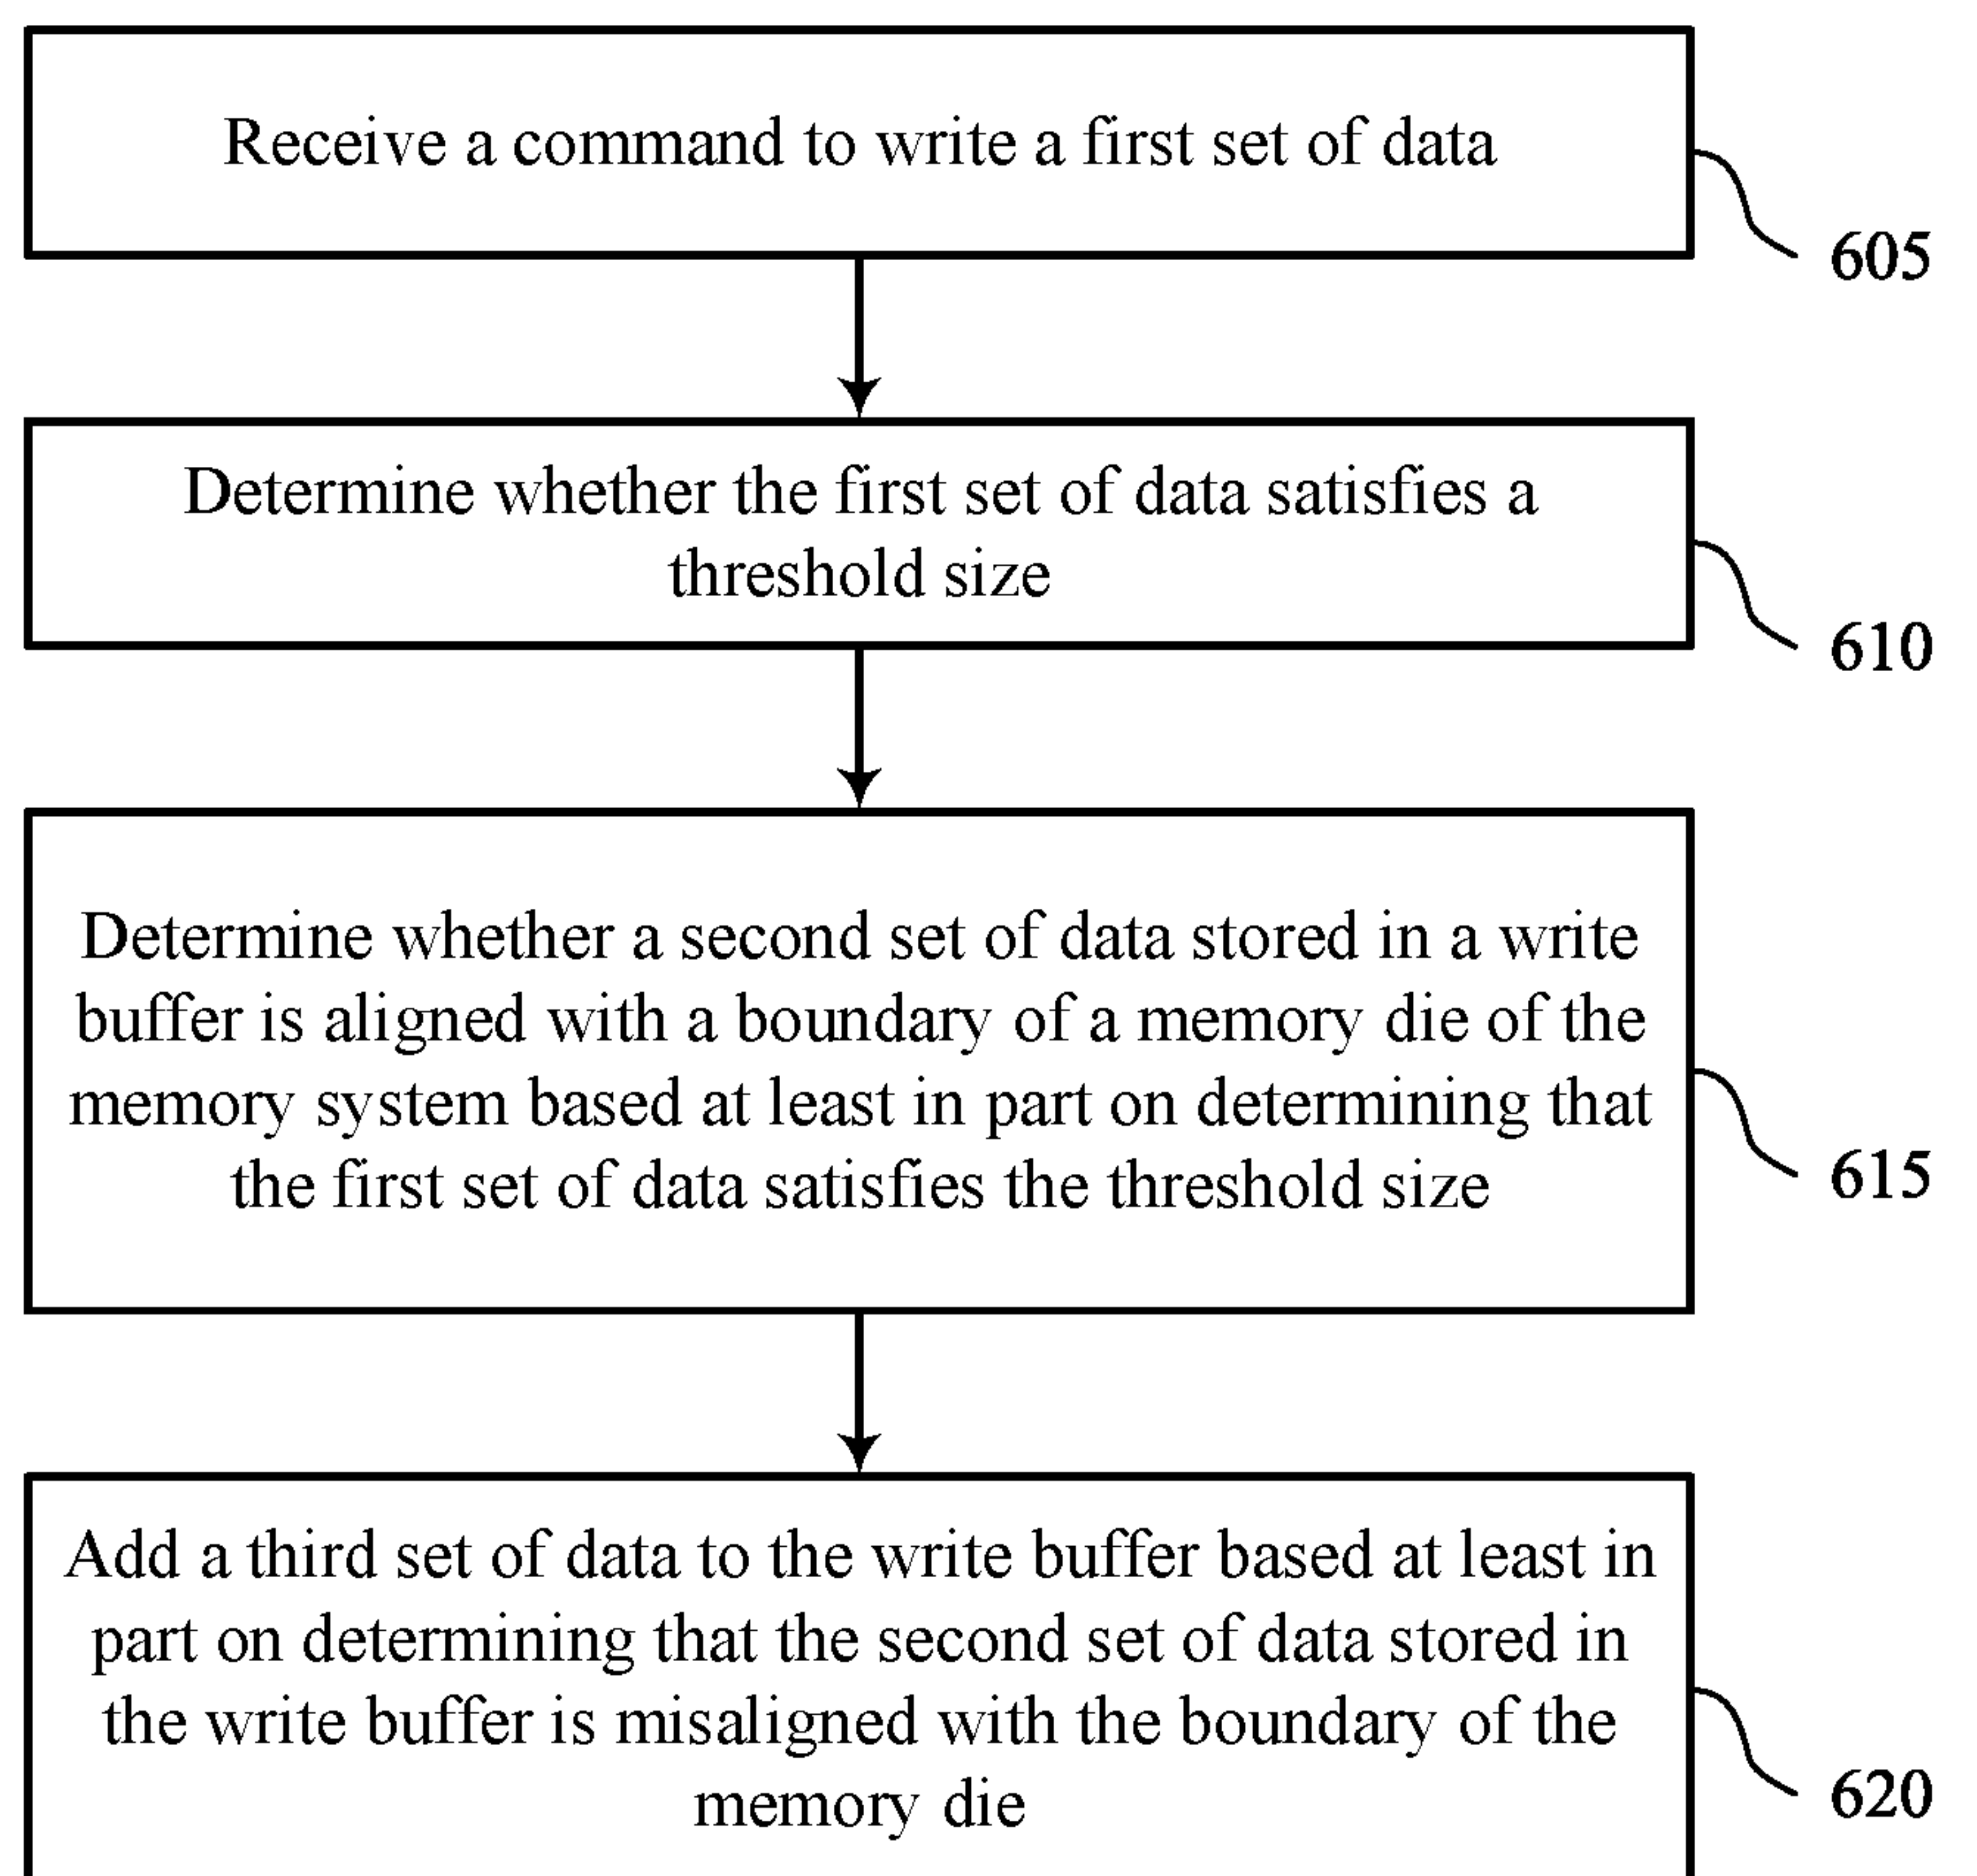 Receive a command to write a first set of data
605
Determine whether the first set of data satisfies a
threshold size
610
Determine whether a second set of data stored in a write
buffer is aligned with a boundary of a memory die of the
memory system based at least in part on determining that
the first set of data satisfies the threshold size
615
Add a third set of data to the write buffer based at least in
part on determining that the second set of data stored in
the write buffer is misaligned with the boundary of the
memory die
620